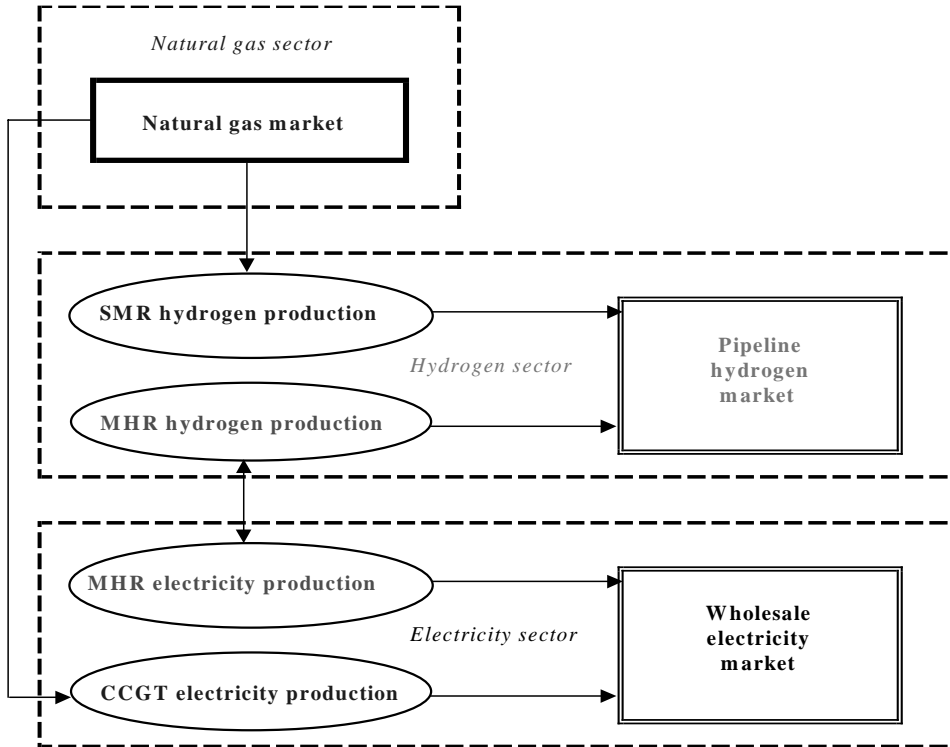 Natural gas sector
Natural gas market
SMR hydrogen production
Hydrogen sector
MHR hydrogen production
Pipeline
hydrogen
market
MHR electricity production
Electricity sector
CCGT electricity production
Wholesale
electricity
market